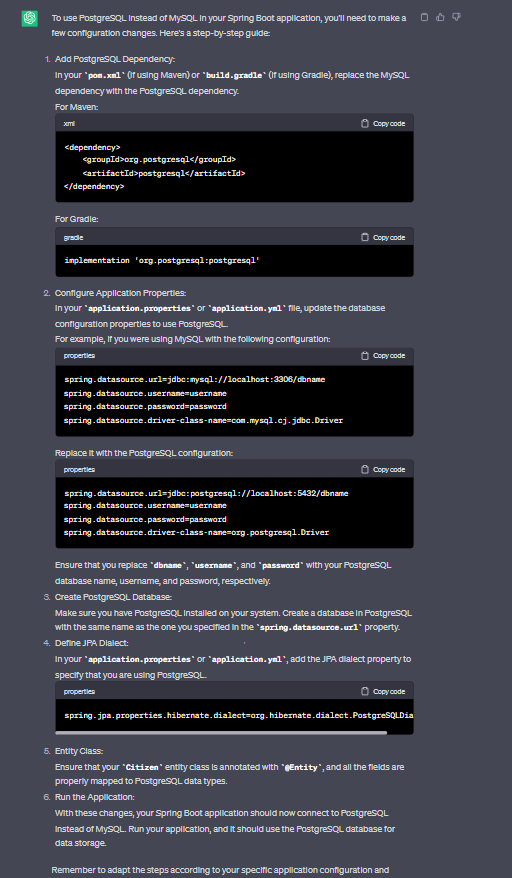 To use PostgreSQL instead of MySQL in your Spring Boot application, you'll need to make a
few configuration changes. Here's a step-by-step guide:
1. Add PostgreSQL Dependency:
In your `pom.xml` (if using Maven) or `build.gradle` (if using Gradle), replace the MySQL
dependency with the PostgreSQL dependency.
For Maven:
xml
Copy code
<dependency>
    <groupId>org.postgresql</groupId>
    <artifactId>postgresql</artifactId>
</dependency>
For Gradle:
gradle
Copy code
implementation 'org.postgresql:postgresql'
2. Configure Application Properties:
In your `application.properties` or `application.yml` file, update the database
configuration properties to use PostgreSQL.
For example, if you were using MySQL with the following configuration:
properties
Copy code
spring.datasource.url=jdbc:mysql://localhost:3306/dbname
spring.datasource.username=username
spring.datasource.password=password
spring.datasource.driver-class-name=com.mysql.cj.jdbc.Driver
Replace it with the PostgreSQL configuration:
properties
Copy code
spring.datasource.url=jdbc:postgresql://localhost:5432/dbname
spring.datasource.username=username
spring.datasource.password=password
spring.datasource.driver-class-name=org.postgresql.Driver
Ensure that you replace `dbname`, `username`, and `password` with your PostgreSQL
database name, username, and password, respectively.
3. Create PostgreSQL Database:
Make sure you have PostgreSQL installed on your system. Create a database in PostgreSQL
with the same name as the one you specified in the `spring.datasource.url` property.
4. Define JPA Dialect:
In your `application.properties` or `application.yml`, add the JPA dialect property to
specify that you are using PostgreSQL.
properties
Copy code
spring.jpa.properties.hibernate.dialect=org.hibernate.dialect.PostgreSQLDia
5. Entity Class:
Ensure that your `Citizen` entity class is annotated with `@Entity`, and all the fields are
properly mapped to PostgreSQL data types.
6. Run the Application:
With these changes, your Spring Boot application should now connect to PostgreSQL
instead of MySQL. Run your application, and it should use the PostgreSQL database for
data storage.
Remember to adapt the steps according to your specific application configuration and